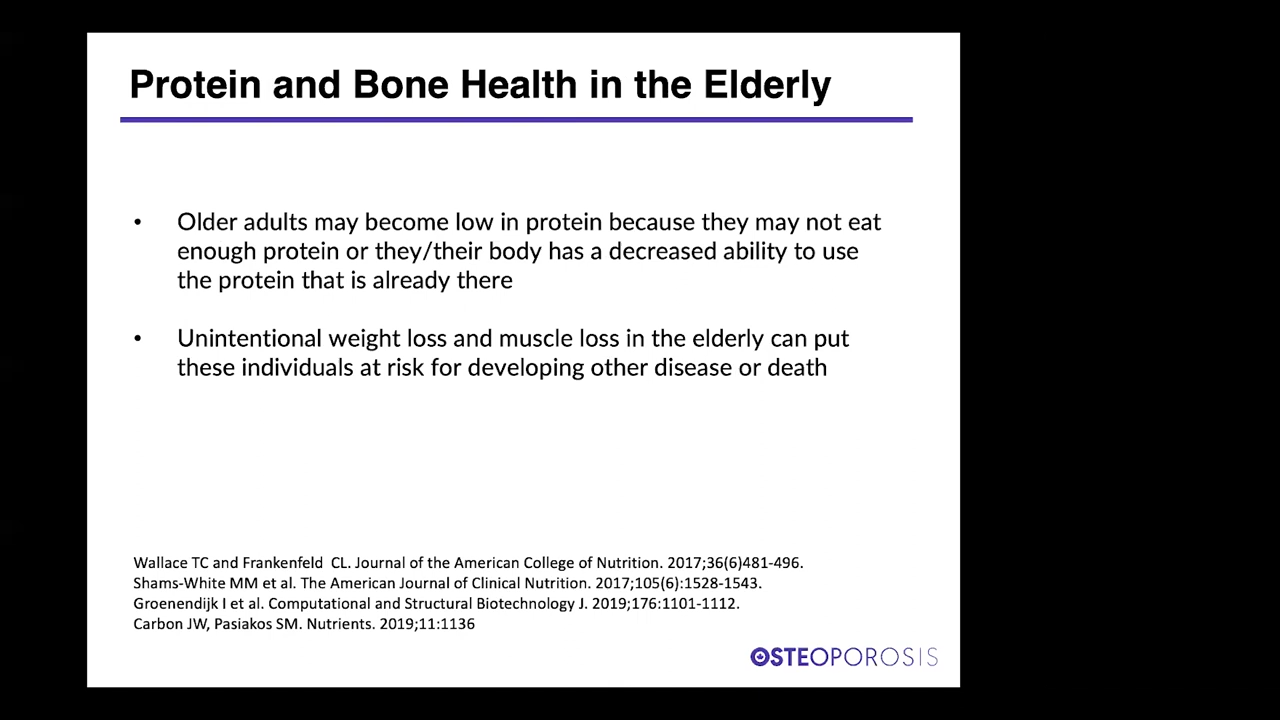 Protein and Bone Health in the Elderly
• Older adults may become low in protein because they may not eat
enough protein or they/their body has a decreased ability to use
the protein that is already there
• Unintentional weight loss and muscle loss in the elderly can put
these individuals at risk for developing other disease or death
Wallace TC and Frankenfeld  CL. Journal of the American College of Nutrition. 2017;36(6)481-496.
Shams-White MM et al. The American Journal of Clinical Nutrition. 2017;105(6):1528-1543.
Groenendijk I et al. Computational and Structural Biotechnology J. 2019;176:1101-1112.
Carbon JW, Pasiakos SM. Nutrients. 2019;11:1136
OSTEOPOROSIS